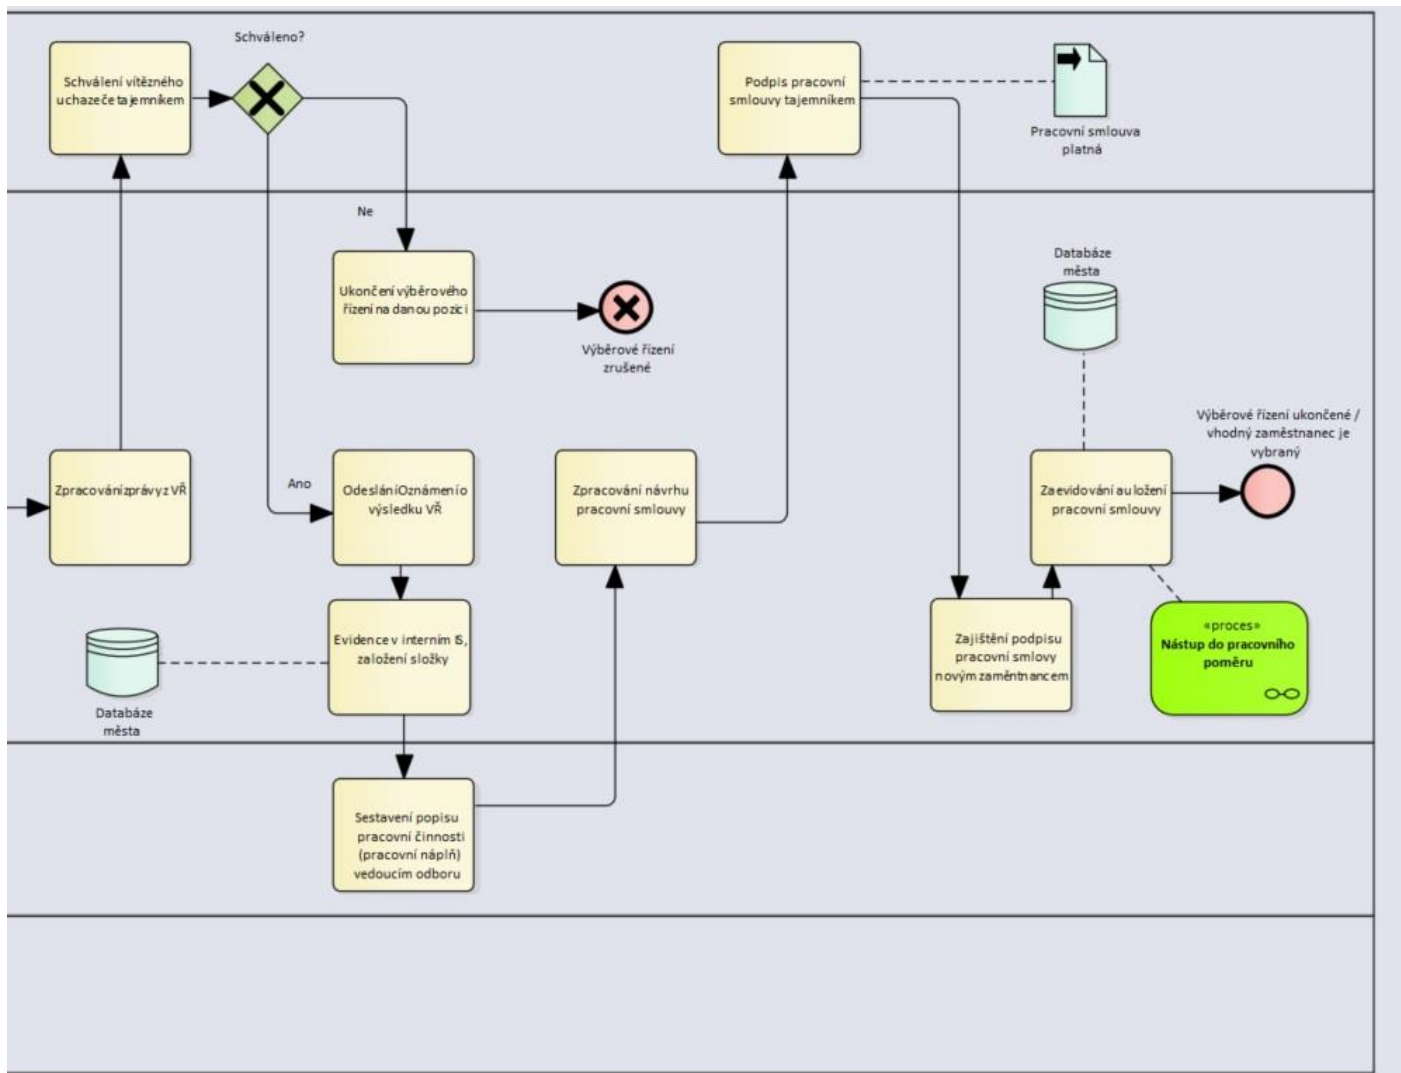 Schváleno?
Schválení vítězného
uchazeče tajemníkem
Podpis pracovní
smlouvy tajemníkem
Pracovní smlouva
platná
Ne
Ukončení výběrového
řízení na danou pozici
Výběrové řízení
zrušené
Databáze
města
Výběrové řízení ukončené /
vhodný zaměstnanec je
vybraný
Zpracování zprávy z VŘ
Ano
Odeslání Oznámení o
výsledku VŘ
Zpracování návrhu
pracovní smlouvy
Zaevidování a uložení
pracovní smlouvy
Evidence v interním IS,
založení složky
Databáze
města
Zajištění podpisu
pracovní smlovy
novým zaměntnancem
«proces»
Nástup do pracovního
poměru
Sestavení popisu
pracovní činnosti
(pracovní náplň)
vedoucím odboru